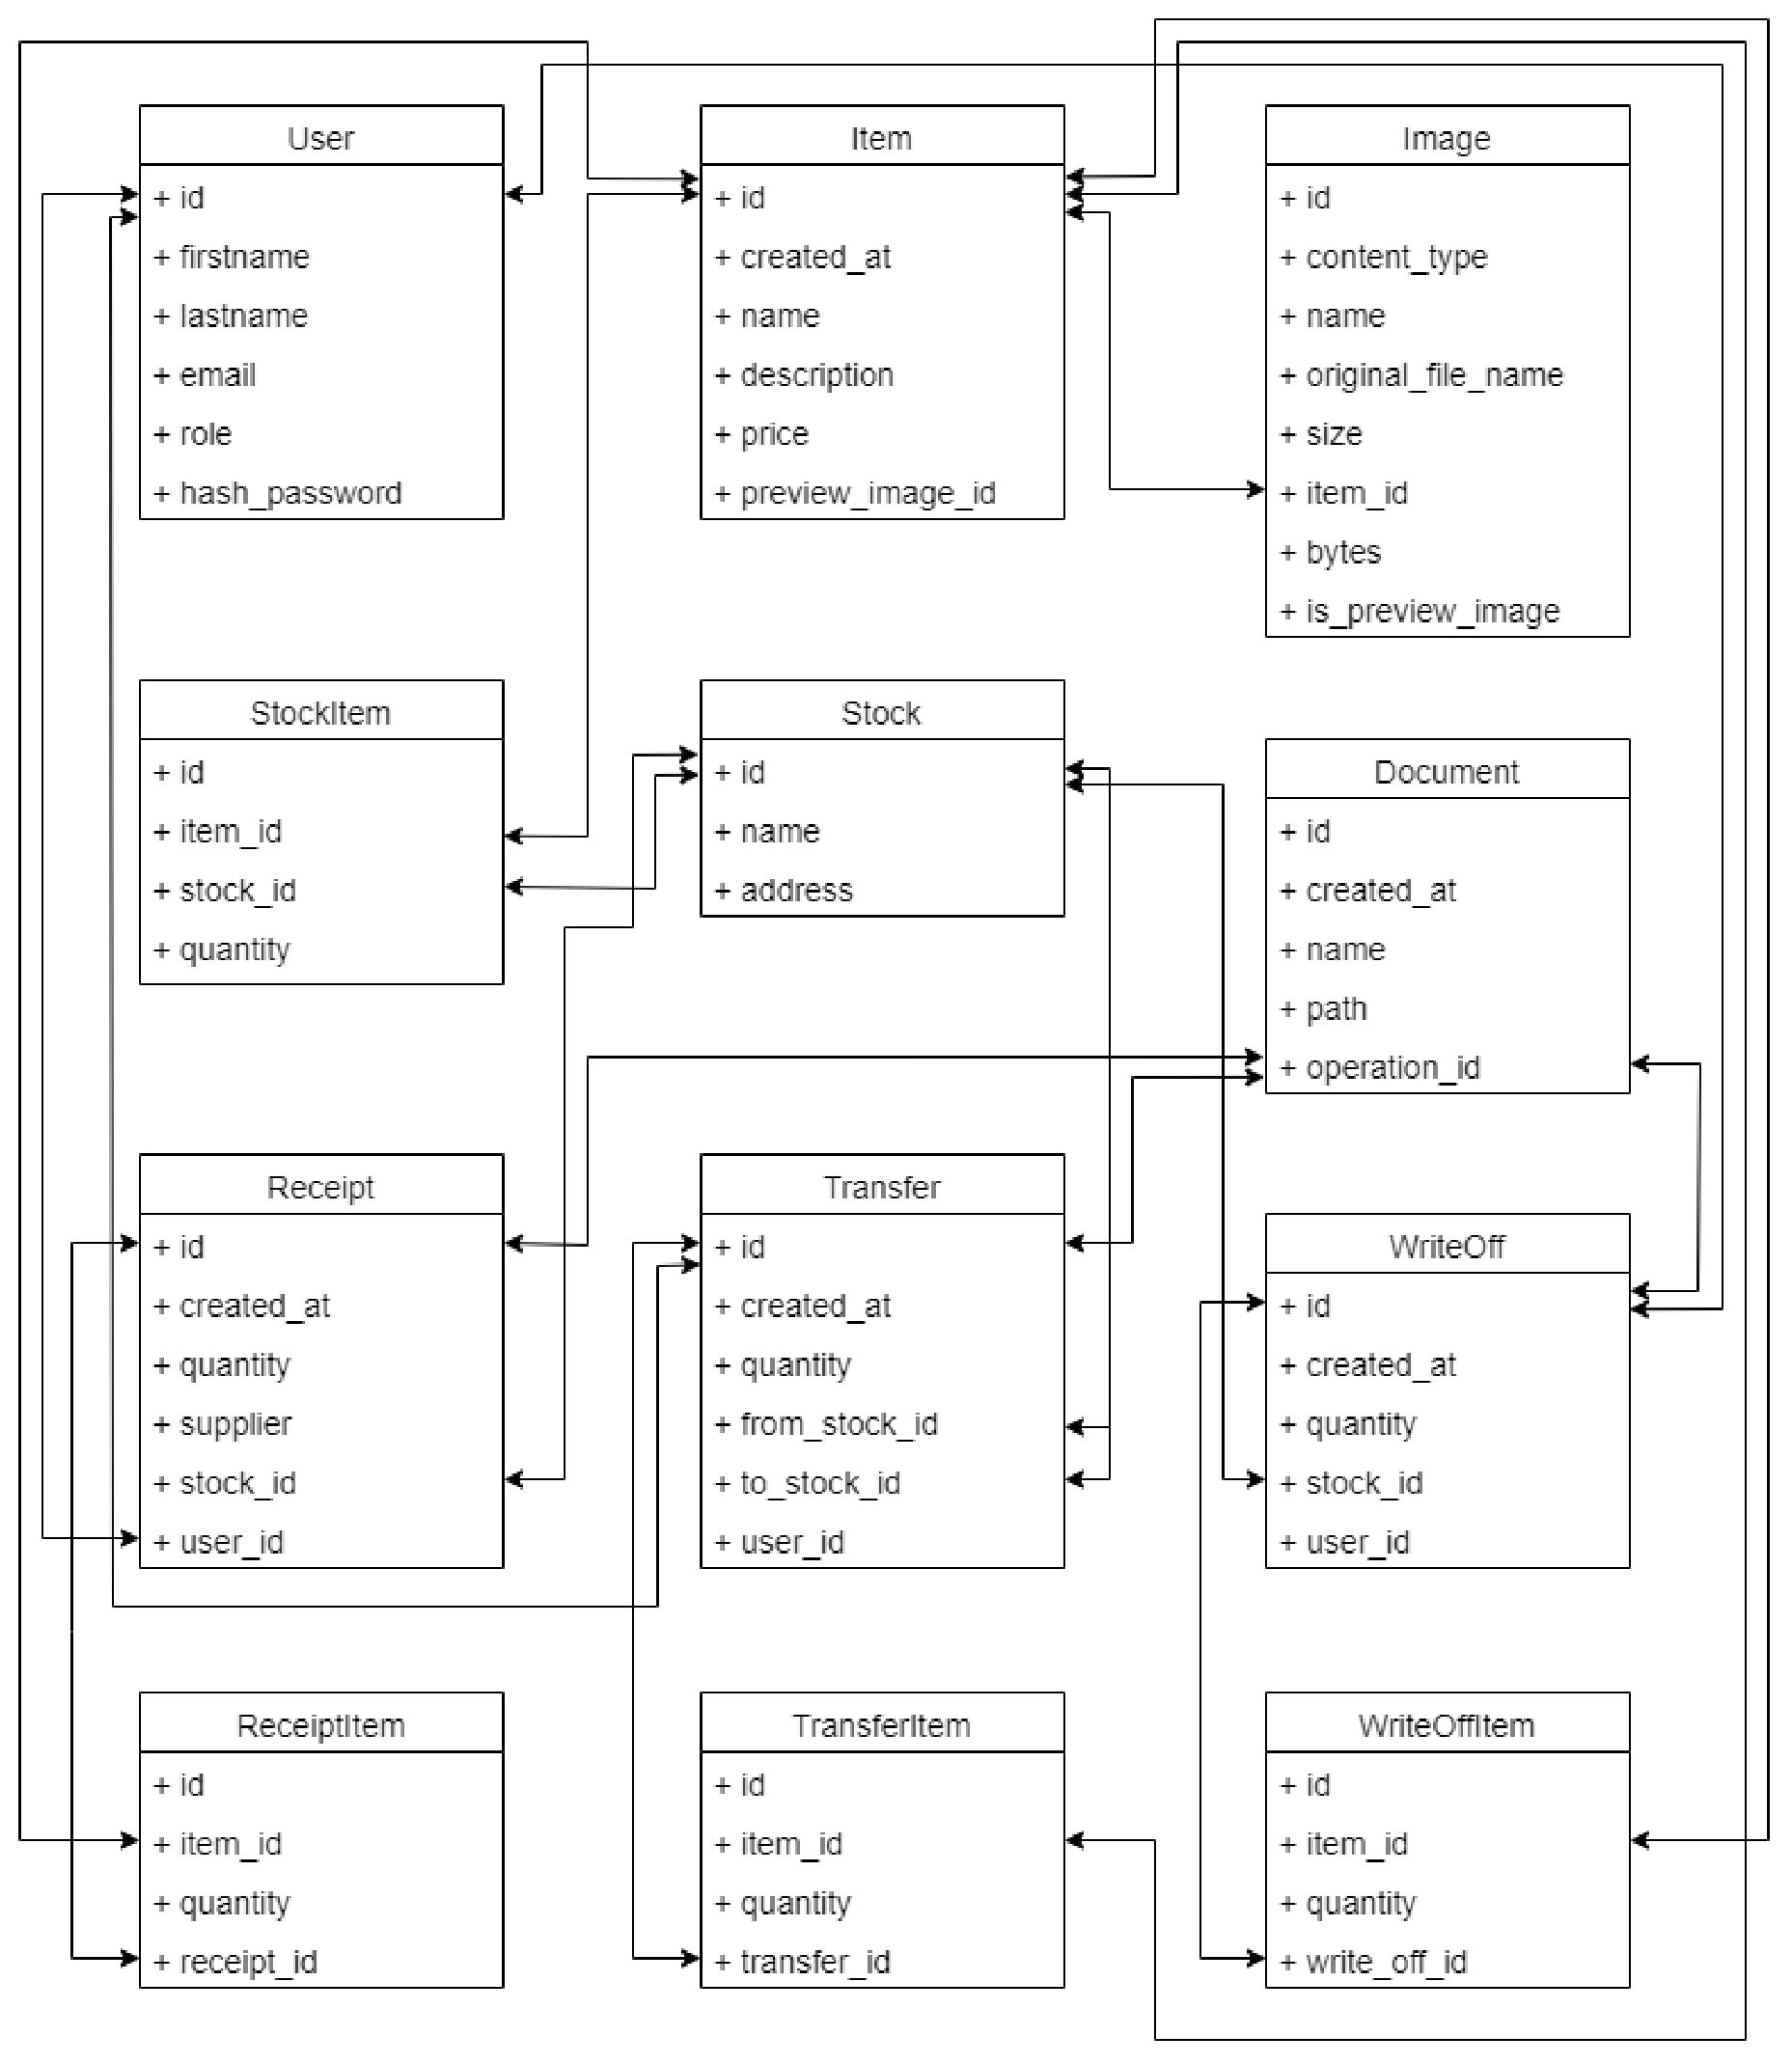 User
+ id
+ firstname
+ lastname
+ email
+ role
+ hash_password
Item
+ id
+ created_at
+ name
+ description
+ price
+ preview_image_id
Image
+ id
+ content_type
+ name
+ original_file_name
+ size
+ item_id
+ bytes
+ is_preview_image
StockItem
+ id
+ item_id
+ stock_id
+ quantity
Stock
+ id
+ name
+ address
Document
+ id
+ created_at
+ name
+ path
+ operation_id
Receipt
+ id
+ created_at
+ quantity
+ supplier
+ stock_id
+ user_id
Transfer
+ id
+ created_at
+ quantity
+ from_stock_id
+ to_stock_id
+ user_id
WriteOff
+ id
+ created_at
+ quantity
+ stock_id
+ user_id
ReceiptItem
+ id
+ item_id
+ quantity
+ receipt_id
TransferItem
+ id
+ item_id
+ quantity
+ transfer_id
WriteOffItem
+ id
+ item_id
+ quantity
+ write_off_id